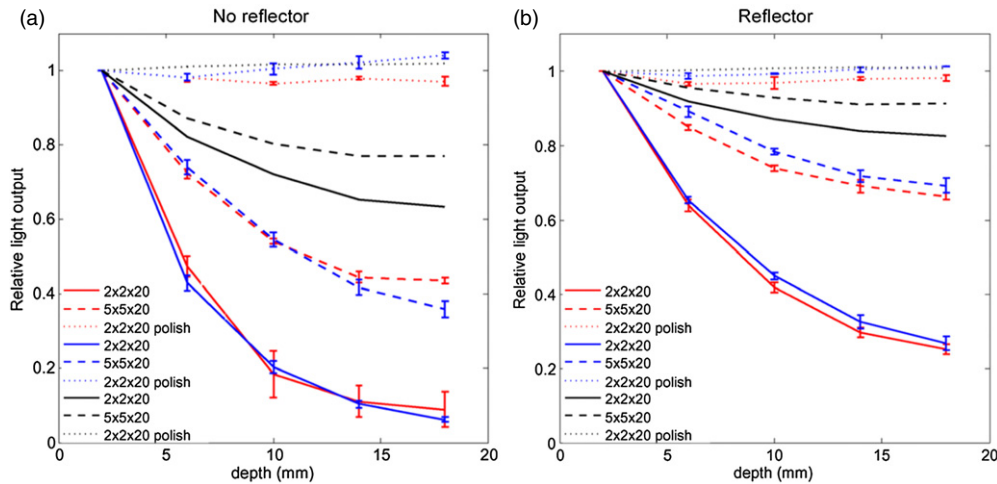 (a)
No reflector
Relative light output
1
0.8
0.6
0.4
0.2
0
2x2x20
5x5x20
2x2x20 polish
2x2x20
5x5x20
2x2x20 polish
2x2x20
5x5x20
2x2x20 polish
0 5 10 15 20
depth (mm)
(b)
Reflector
Relative light output
1
0.8
0.6
0.4
0.2
0
2x2x20
5x5x20
2x2x20 polish
2x2x20
5x5x20
2x2x20 polish
2x2x20
5x5x20
2x2x20 polish
0 5 10 15 20
depth (mm)